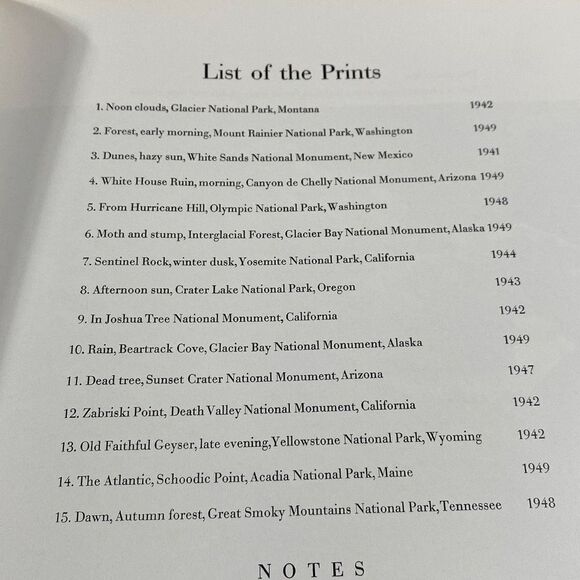 List of the Prints
1. Noon clouds, Glacier National Park, Montana 1942
2. Forest, early morning, Mount Rainier National Park, Washington 1949
3. Dunes, hazy sun, White Sands National Monument, New Mexico 1941
4. White House Ruin, morning, Canyon de Chelly National Monument, Arizona 1949
5. From Hurricane Hill, Olympic National Park, Washington 1948
6. Moth and stump, Interglacial Forest, Glacier Bay National Monument, Alaska 1949
7. Sentinel Rock, winter dusk, Yosemite National Park, California 1944
8. Afternoon sun, Crater Lake National Park, Oregon 1943
9. In Joshua Tree National Monument, California 1942
10. Rain, Beartrack Cove, Glacier Bay National Monument, Alaska 1949
11. Dead tree, Sunset Crater National Monument, Arizona 1947
12. Zabriski Point, Death Valley National Monument, California 1942
13. Old Faithful Geyser, late evening, Yellowstone National Park, Wyoming 1942
14. The Atlantic, Schoodic Point, Acadia National Park, Maine 1949
15. Dawn, Autumn forest, Great Smoky Mountains National Park, Tennessee 1948
NOTES